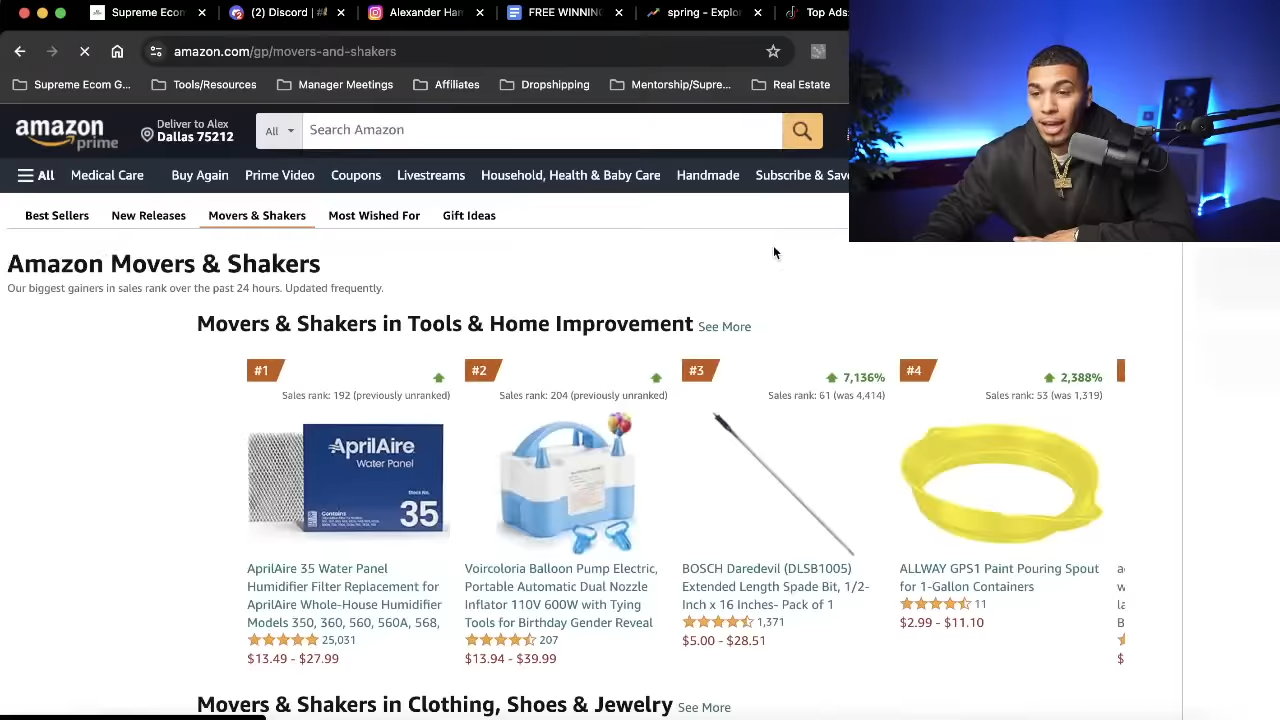 Supreme Ecom
(2) Discord | #
Alexander Ham
FREE WINNING
spring - Explor
Top Ads:
amazon.com/gp/movers-and-shakers
Supreme Ecom G...
Tools/Resources
Manager Meetings
Affiliates
Dropshipping
Mentorship/Supre...
Real Estate
amazon prime
Deliver to Alex
Dallas 75212
All
Search Amazon
All
Medical Care
Buy Again
Prime Video
Coupons
Livestreams
Household, Health & Baby Care
Handmade
Subscribe & Save
Best Sellers
New Releases
Movers & Shakers
Most Wished For
Gift Ideas
Amazon Movers & Shakers
Our biggest gainers in sales rank over the past 24 hours. Updated frequently.
Movers & Shakers in Tools & Home Improvement See More
#1
Sales rank: 192 (previously unranked)
AprilAire
Water Panel
Stock No.
35
Contains
AprilAire 35 Water Panel
Humidifier Filter Replacement for
AprilAire Whole-House Humidifier
Models 350, 360, 560, 560A, 568,
25,031
$13.49 - $27.99
#2
Sales rank: 204 (previously unranked)
Voircoloria Balloon Pump Electric,
Portable Automatic Dual Nozzle
Inflator 110V 600W with Tying
Tools for Birthday Gender Reveal
207
$13.94 - $39.99
#3
7,136%
Sales rank: 61 (was 4,414)
BOSCH Daredevil (DLSB1005)
Extended Length Spade Bit, 1/2-
Inch x 16 Inches- Pack of 1
1,371
$5.00 - $28.51
#4
2,388%
Sales rank: 53 (was 1,319)
ALLWAY GPS1 Paint Pouring Spout
for 1-Gallon Containers
11
$2.99 - $11.10
Movers & Shakers in Clothing, Shoes & Jewelry See More